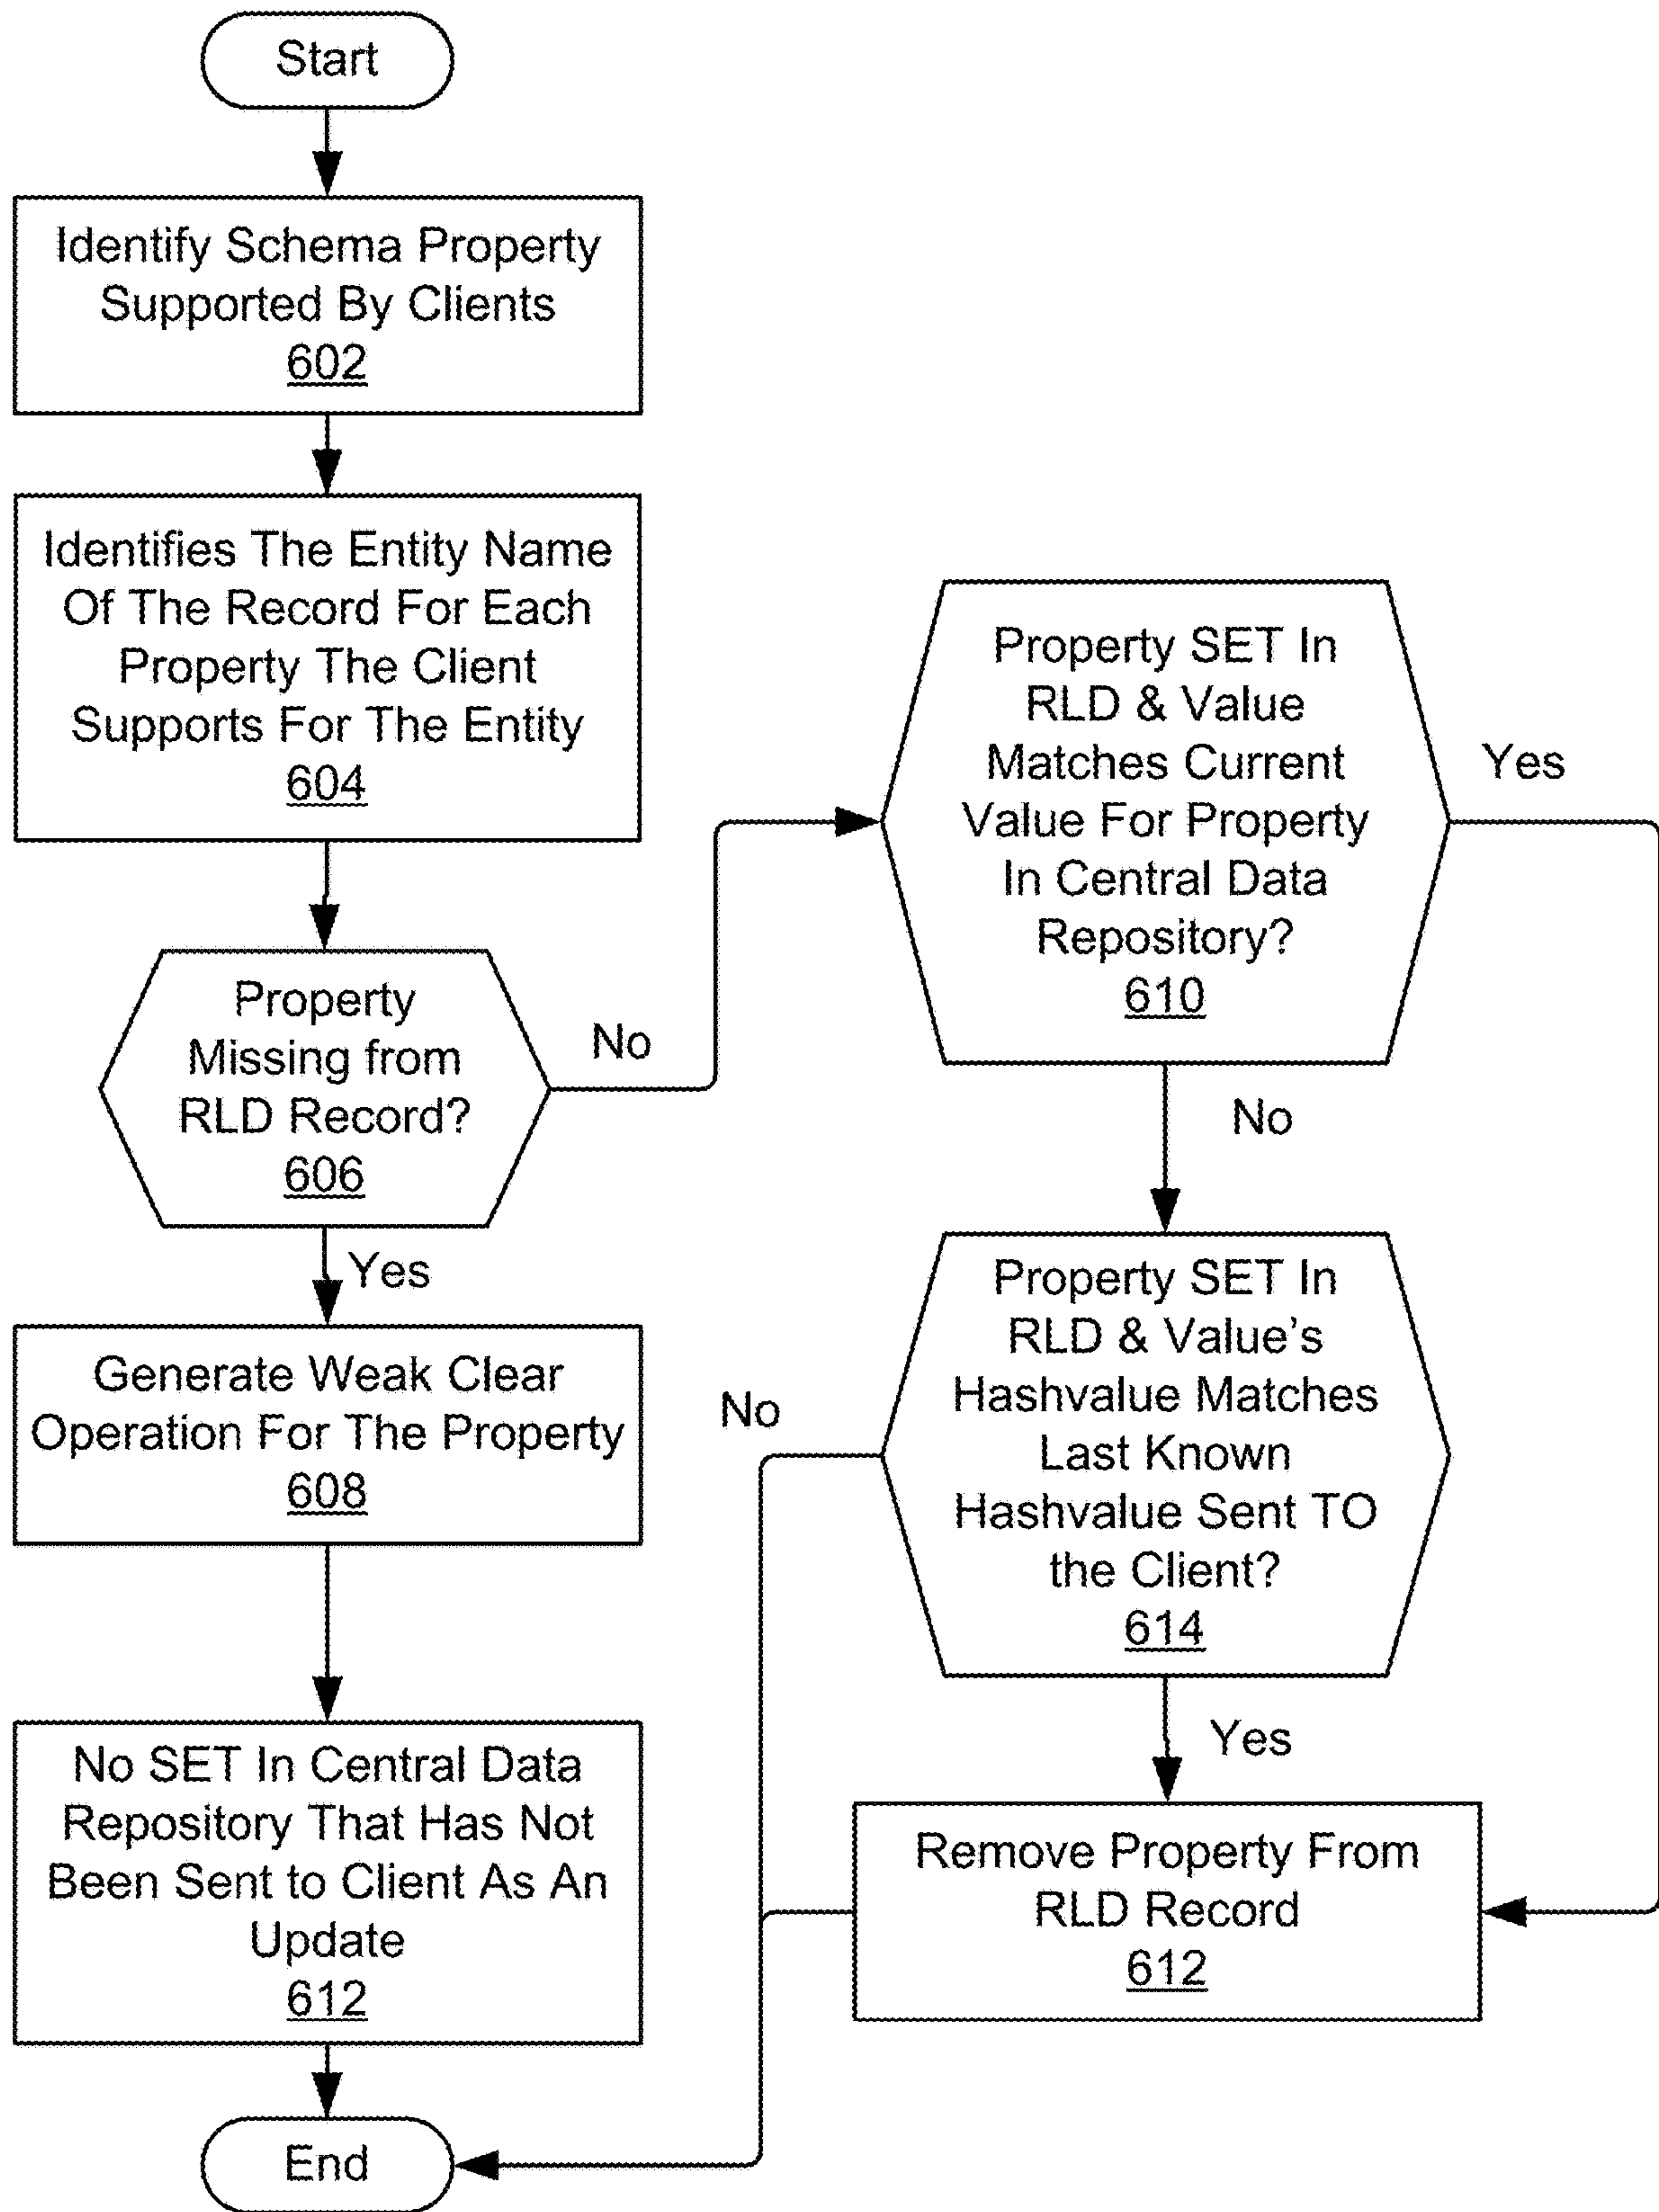 Start
Identify Schema Property
Supported By Clients
602
Identifies The Entity Name
Of The Record For Each
Property The Client
Supports For The Entity
604
Property
Missing from
RLD Record?
606
No
Yes
Generate Weak Clear
Operation For The Property
608
No SET In Central Data
Repository That Has Not
Been Sent to Client As An
Update
612
End
Property SET In
RLD & Value
Matches Current
Value For Property
In Central Data
Repository?
610
Yes
No
Property SET In
RLD & Value's
Hashvalue Matches
Last Known
Hashvalue Sent TO
the Client?
614
No
Yes
Remove Property From
RLD Record
612